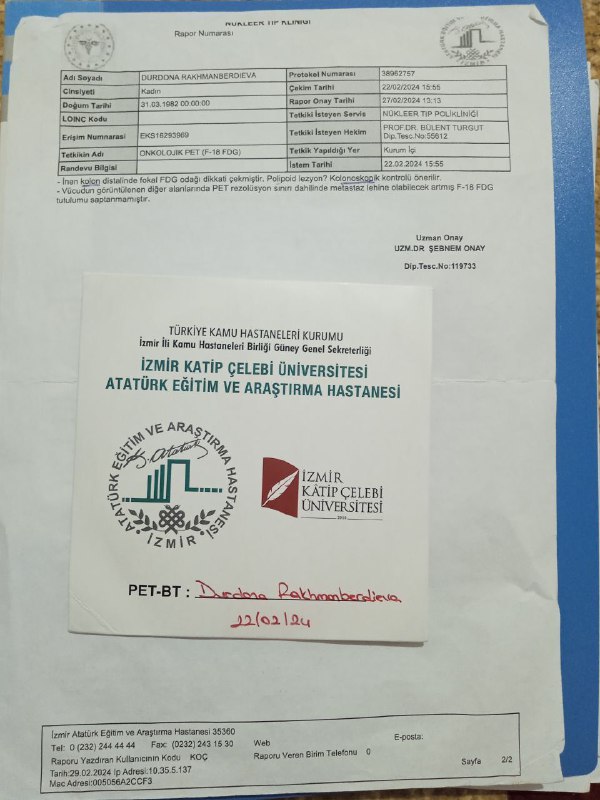 NÜKLEER TIP KLİNİĞİ
Rapor Numarası
Adı Soyadı DURDONA RAKHMANBERDIEVA Protokol Numarası 38962757
Cinsiyeti Kadın Çekim Tarihi 22/02/2024 15:55
Doğum Tarihi 31.03.1982 00:00:00 Rapor Onay Tarihi 27/02/2024 13:13
LOINC Kodu Tetkiki İsteyen Servis NÜKLEER TIP POLİKLİNİĞİ
Erişim Numnarası EKS16293969 Tetkiki İsteyen Hekim PROF.DR. BÜLENT TURGUT
Dip.Tesc.No:55612
Tetkikin Adı ONKOLOJIK PET (F-18 FDG) Tetkik Yapıldığı Yer Kurum İçi
Randevu Bilgisi İstem Tarihi 22.02.2024 15:55
- İnen kolon distalinde fokal FDG odağı dikkati çekmiştir. Polipoid lezyon? Kolonoskopik kontrolü önerilir.
- Vücudun görüntülenen diğer alanlarında PET rezolüsyon sınırı dahilinde metastaz lehine olabilecek artmış F-18 FDG
tutulumu saptanmamıştır.
Uzman Onay
UZM.DR ŞEBNEM ONAY
Dip.Tesc.No:119733
TÜRKİYE KAMU HASTANELERİ KURUMU
İzmir İli Kamu Hastaneleri Birliği Güney Genel Sekreterliği
İZMİR KATİP ÇELEBİ ÜNİVERSİTESİ
ATATÜRK EĞİTİM VE ARAŞTIRMA HASTANESİ
ATATÜRK EĞİTİM VE ARAŞTIRMA HASTANESİ
K. Atatürk
İZMİR
İZMİR
KÂTİP ÇELEBİ
ÜNİVERSİTESİ
2010
PET-BT : Durdona Rakhmanberdieva
22/02/24
İzmir Atatürk Eğitim ve Araştırma Hastanesi 35360
Tel: 0 (232) 244 44 44 Fax: (0232) 243 15 30 Web E-posta:
Raporu Yazdıran Kullanıcının Kodu KOÇ Raporu Veren Birim Telefonu 0
Tarih:29.02.2024 Ip Adresi:10.35.5.137 Sayfa 2/2
Mac Adresi:005056A2CCF3